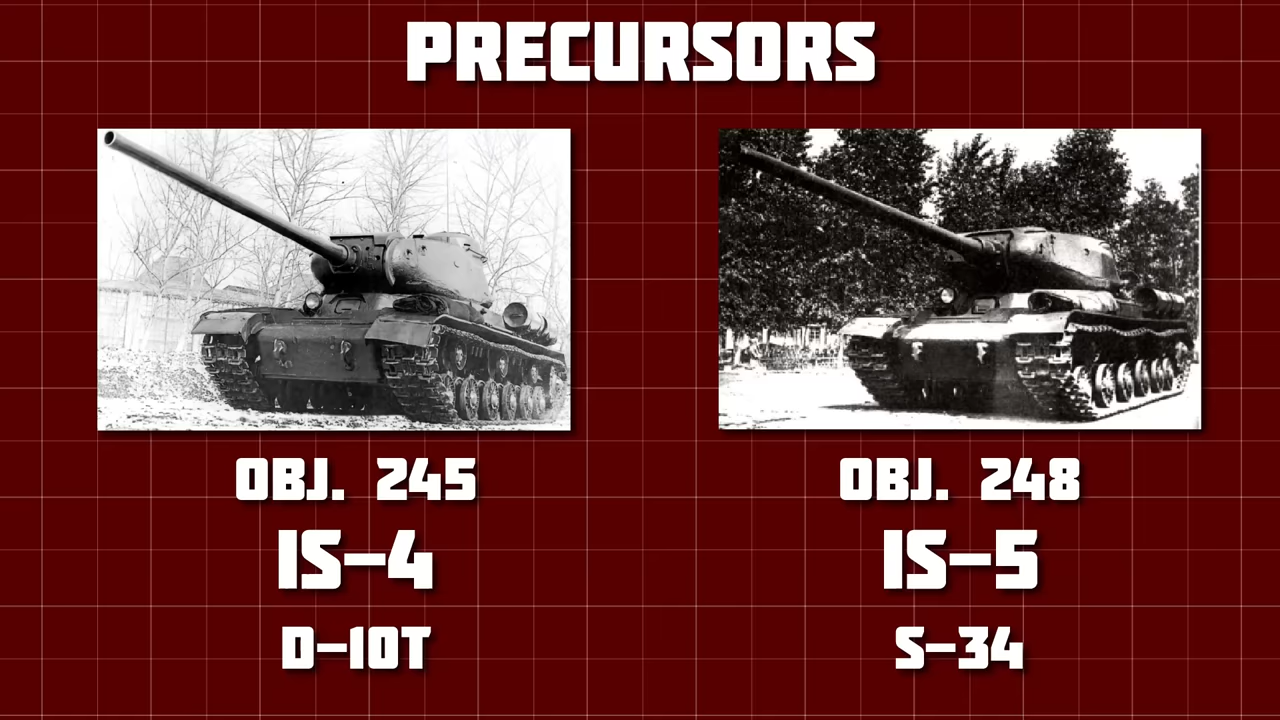 PRECURSORS
OBJ. 245
IS-4
D-10T
OBJ. 248
IS-5
S-34